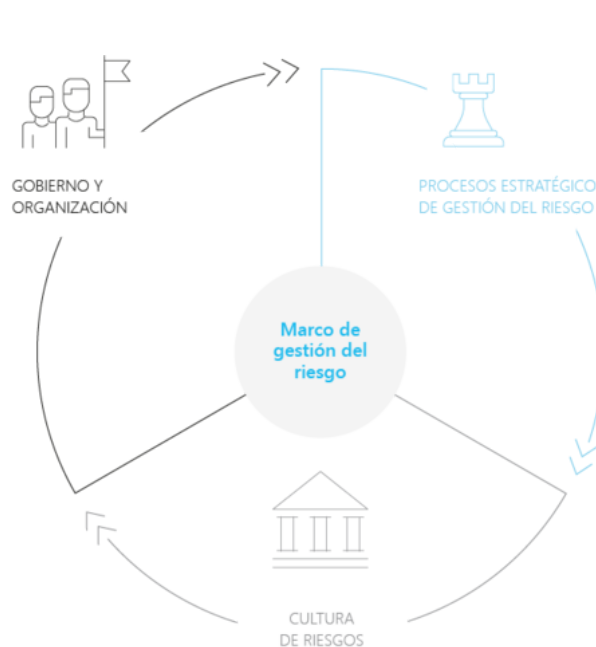 GOBIERNO Y
ORGANIZACIÓN
PROCESOS ESTRATÉGICO
DE GESTIÓN DEL RIESGO
Marco de
gestión del
riesgo
CULTURA
DE RIESGOS